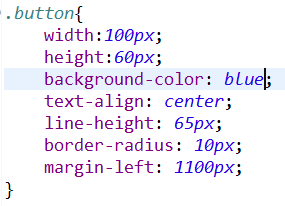 .button{
width:100px;
height:60px;
background-color: blue;
text-align: center;
line-height: 65px;
border-radius: 10px;
margin-left: 1100px;
}